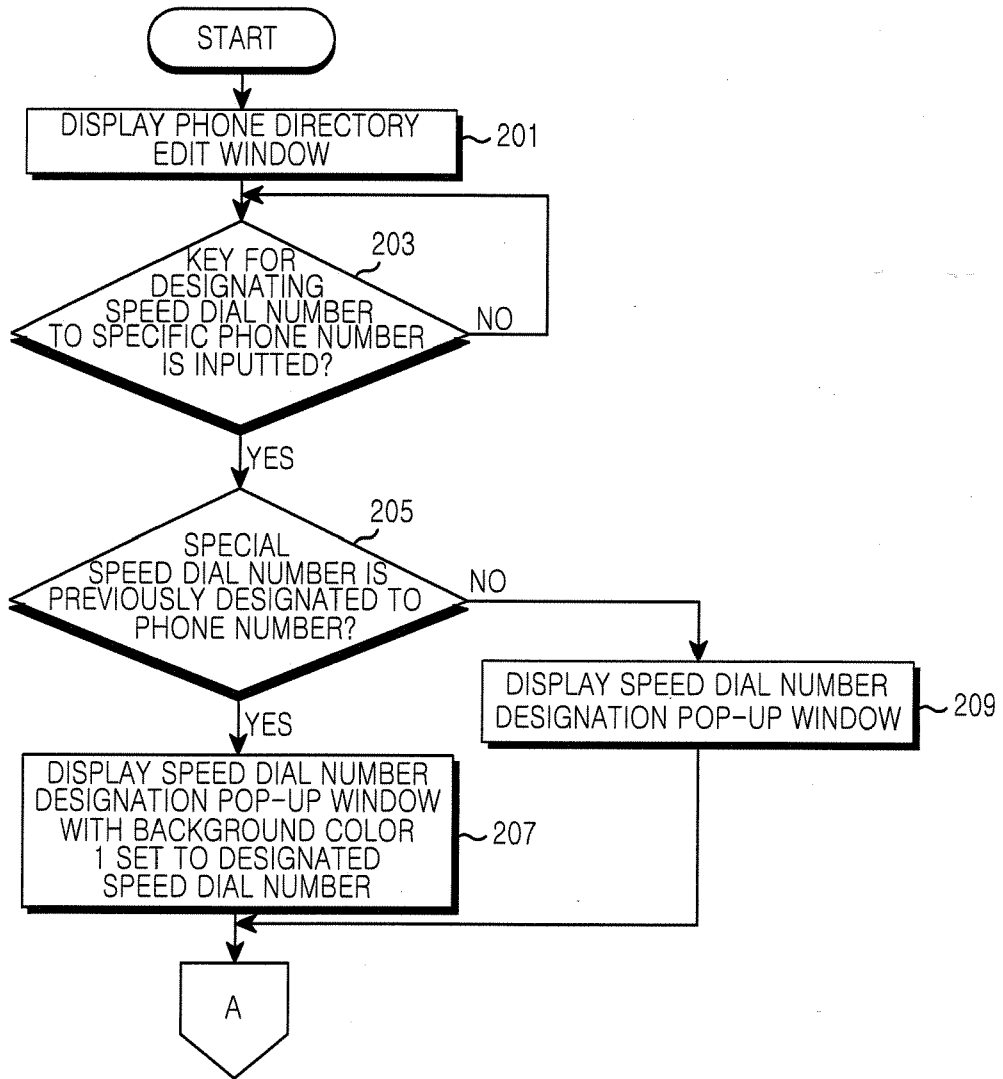 START
DISPLAY PHONE DIRECTORY
EDIT WINDOW
201
KEY FOR
DESIGNATING
SPEED DIAL NUMBER
TO SPECIFIC PHONE NUMBER
IS INPUTTED?
203
NO
YES
SPECIAL
SPEED DIAL NUMBER IS
PREVIOUSLY DESIGNATED TO
PHONE NUMBER?
205
NO
YES
DISPLAY SPEED DIAL NUMBER
DESIGNATION POP-UP WINDOW
209
DISPLAY SPEED DIAL NUMBER
DESIGNATION POP-UP WINDOW
WITH BACKGROUND COLOR
1 SET TO DESIGNATED
SPEED DIAL NUMBER
207
A